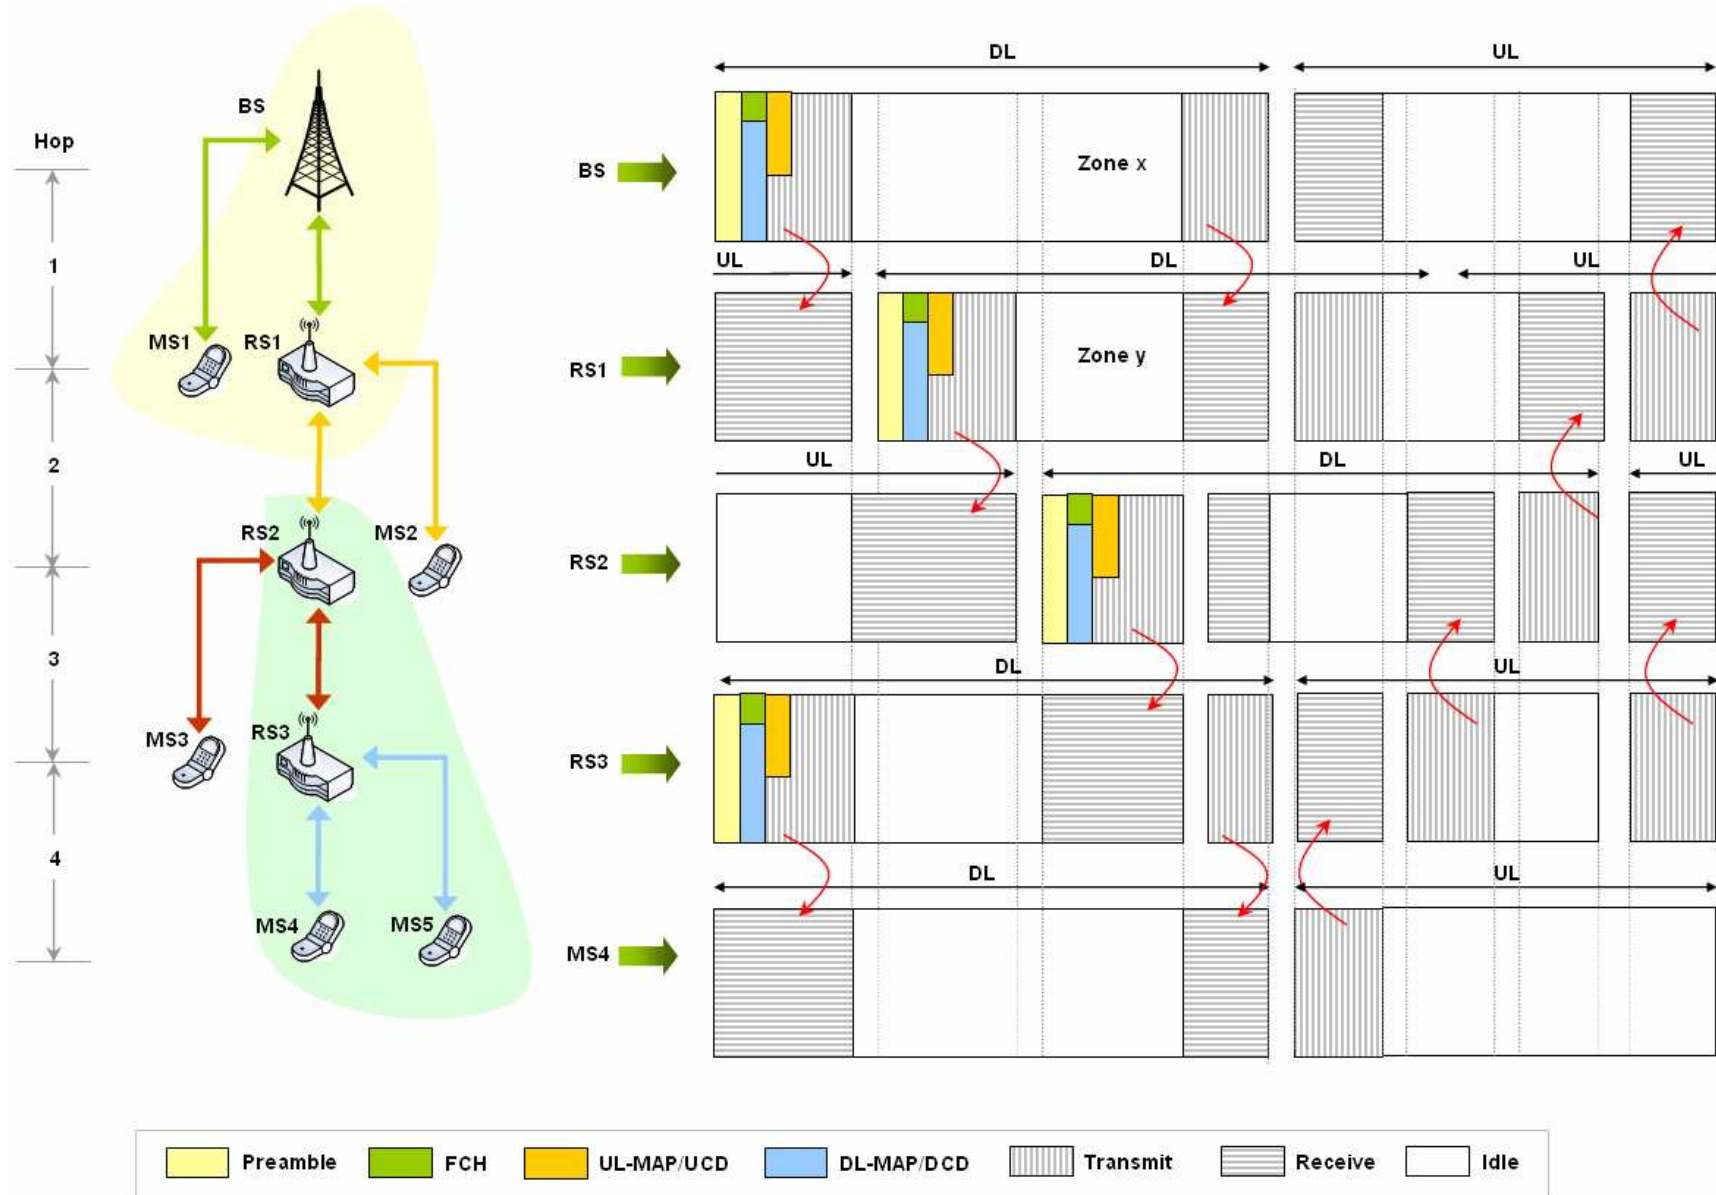 DL UL
BS
Hop
BS Zone x
1
UL DL UL
MS1 RS1
RS1 Zone y
2
UL DL UL
RS2 MS2
RS2
3
DL UL
MS3 RS3
RS3
4
DL UL
MS4 MS5
MS4
Preamble FCH UL-MAP/UCD DL-MAP/DCD Transmit Receive Idle